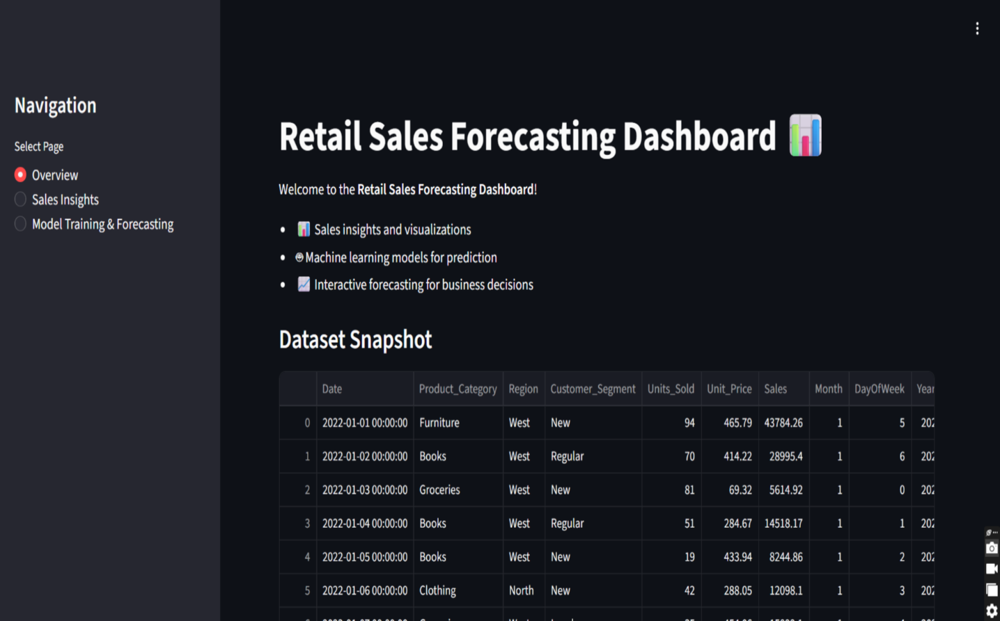 Navigation
Select Page
Overview
Sales Insights
Model Training & Forecasting
Retail Sales Forecasting Dashboard 📊
Welcome to the Retail Sales Forecasting Dashboard!
• 📊 Sales insights and visualizations
• Machine learning models for prediction
• 📈 Interactive forecasting for business decisions
Dataset Snapshot
Date Product_Category Region Customer_Segment Units_Sold Unit_Price Sales Month DayOfWeek Year
0 2022-01-01 00:00:00 Furniture West New 94 465.79 43784.26 1 5 202
1 2022-01-02 00:00:00 Books West Regular 70 414.22 28995.4 1 6 202
2 2022-01-03 00:00:00 Groceries West New 81 69.32 5614.92 1 0 202
3 2022-01-04 00:00:00 Books West Regular 51 284.67 14518.17 1 1 202
4 2022-01-05 00:00:00 Books West New 19 433.94 8244.86 1 2 202
5 2022-01-06 00:00:00 Clothing North New 42 288.05 12098.1 1 3 202